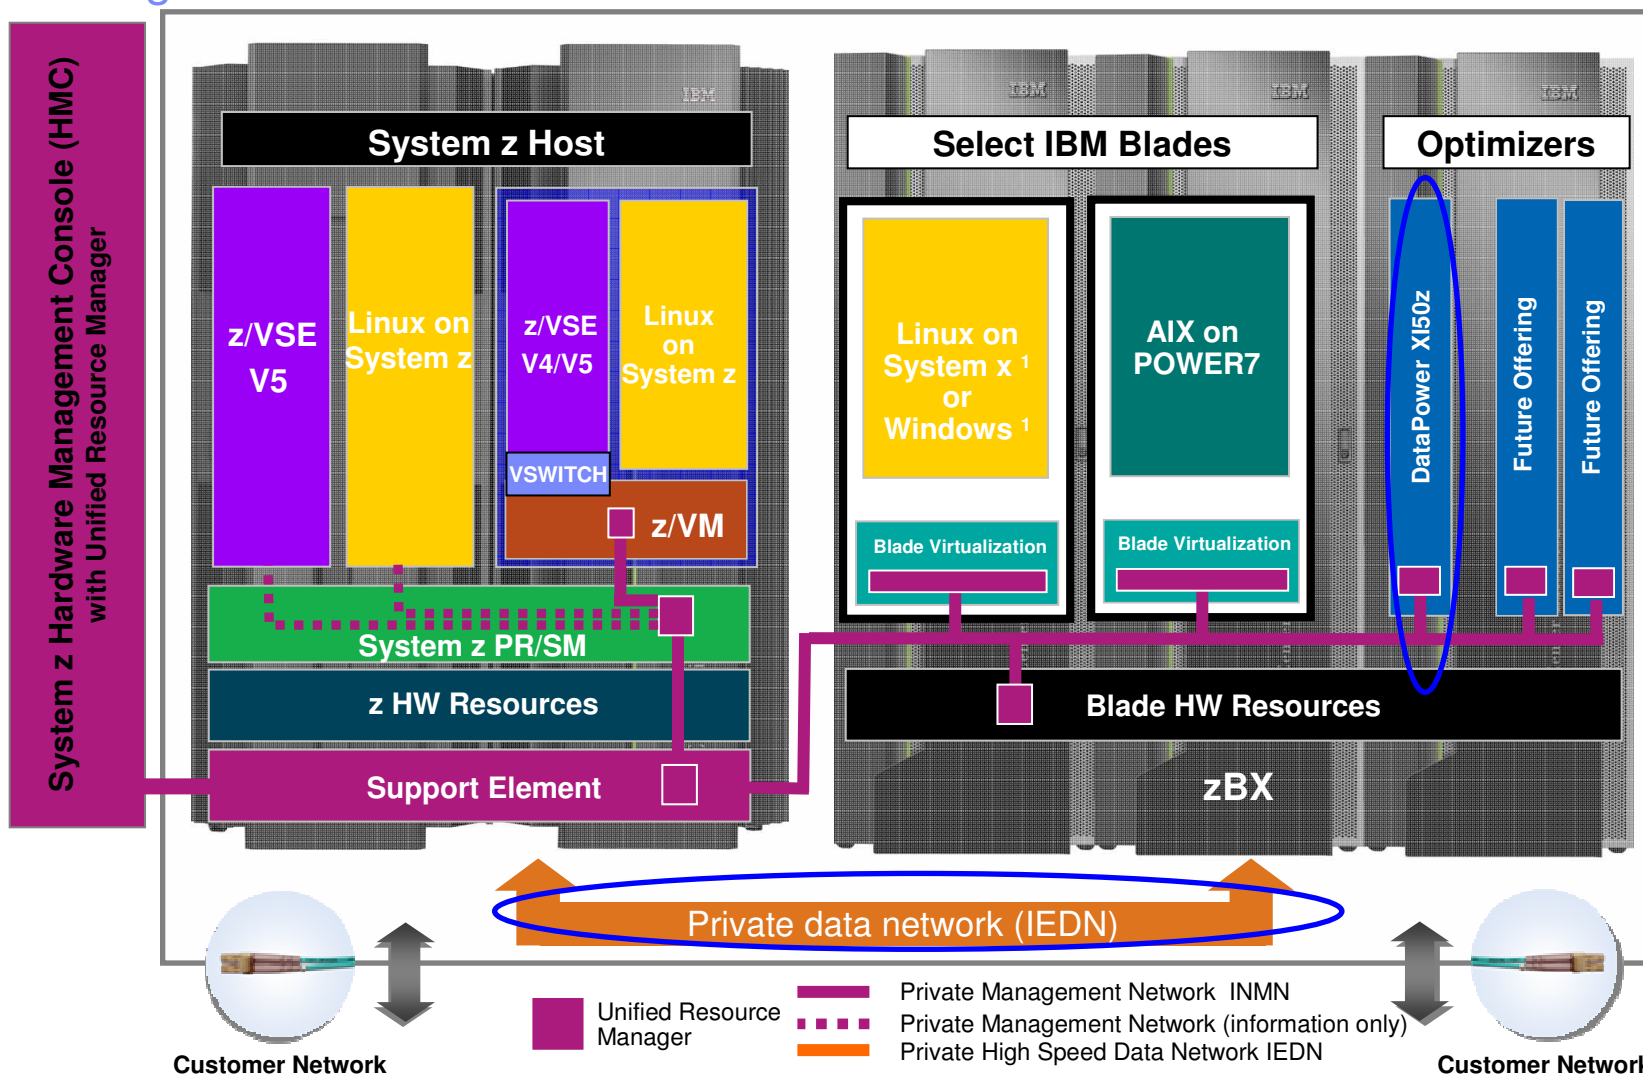 System z Hardware Management Console (HMC)
with Unified Resource Manager
IBM
IBM
IBM
IBM
System z Host
Select IBM Blades
Optimizers
z/VSE
V5
Linux on
System z
z/VSE
V4/V5
Linux
on
System z
VSWITCH
z/VM
Linux on
System x ¹
or
Windows ¹
AIX on
POWER7
Blade Virtualization
Blade Virtualization
DataPower XI50z
Future Offering
Future Offering
System z PR/SM
z HW Resources
Support Element
Blade HW Resources
zBX
Private data network (IEDN)
Customer Network
Unified Resource
Manager
Private Management Network INMN
Private Management Network (information only)
Private High Speed Data Network IEDN
Customer Network